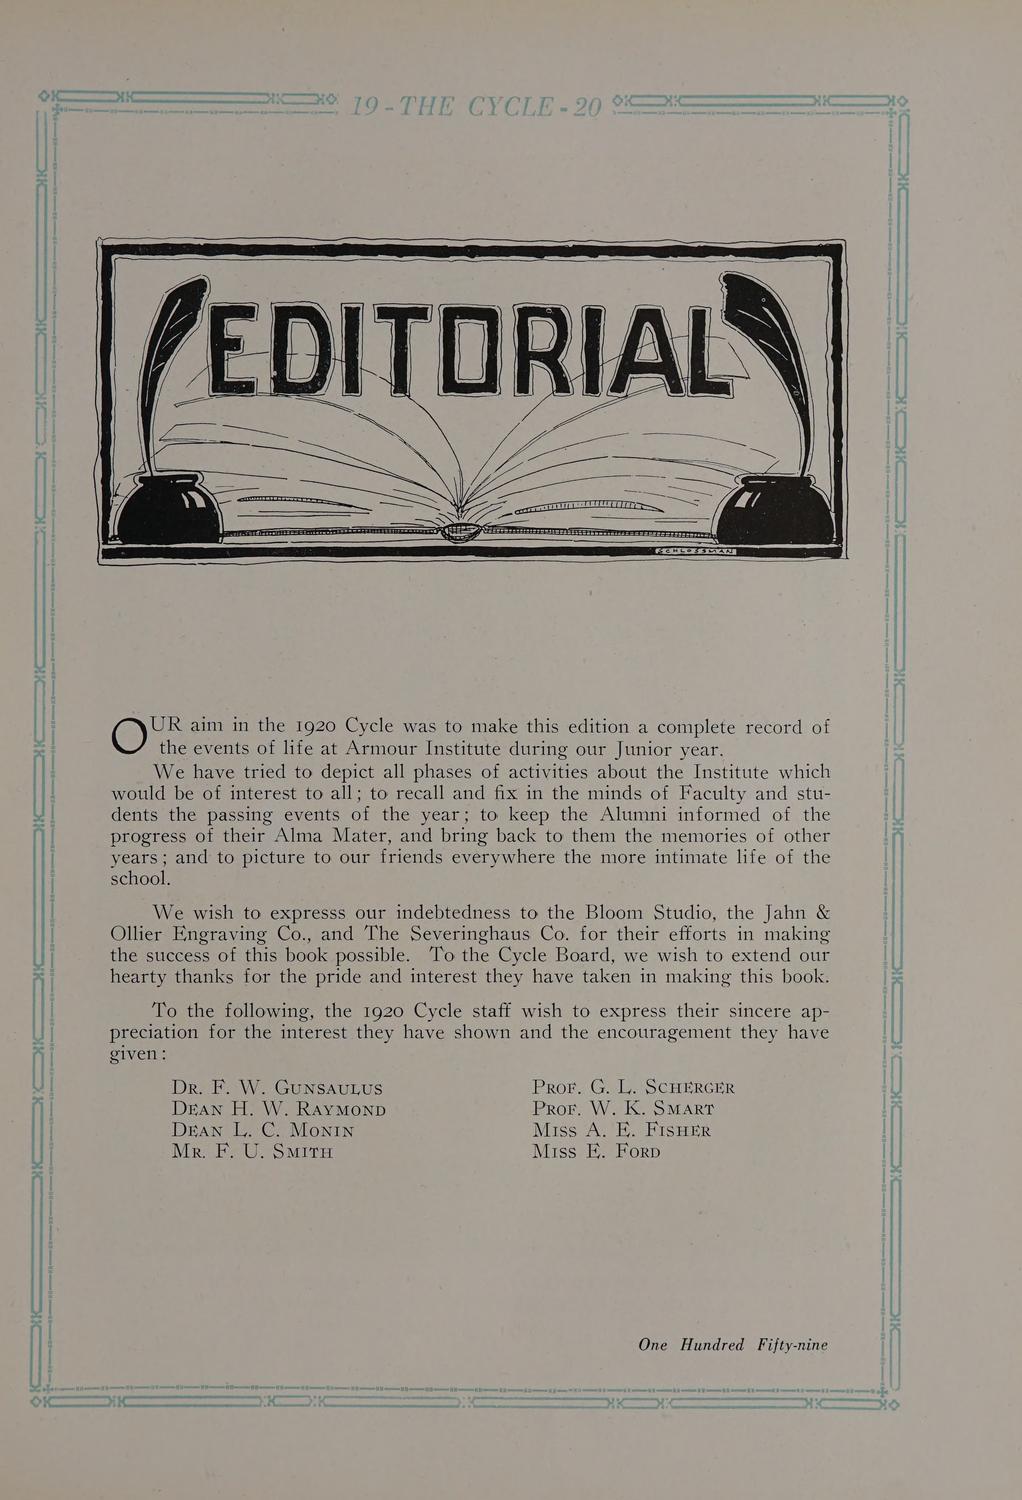 19-THE CYCLE-20
EDITORIAL
SCHLOSSMAN
OUR aim in the 1920 Cycle was to make this edition a complete record of
the events of life at Armour Institute during our Junior year.
We have tried to depict all phases of activities about the Institute which
would be of interest to all; to recall and fix in the minds of Faculty and stu-
dents the passing events of the year; to keep the Alumni informed of the
progress of their Alma Mater, and bring back to them the memories of other
years; and to picture to our friends everywhere the more intimate life of the
school.
We wish to expresss our indebtedness to the Bloom Studio, the Jahn &
Ollier Engraving Co., and The Severinghaus Co. for their efforts in making
the success of this book possible. To the Cycle Board, we wish to extend our
hearty thanks for the pride and interest they have taken in making this book.
To the following, the 1920 Cycle staff wish to express their sincere ap-
preciation for the interest they have shown and the encouragement they have
given:
DR. F. W. GUNSAULUS
DEAN H. W. RAYMOND
DEAN L. C. MONIN
MR. F. U. SMITH
PROF. G. L. SCHERGER
PROF. W. K. SMART
MISS A. E. FISHER
MISS E. FORD
One Hundred Fifty-nine